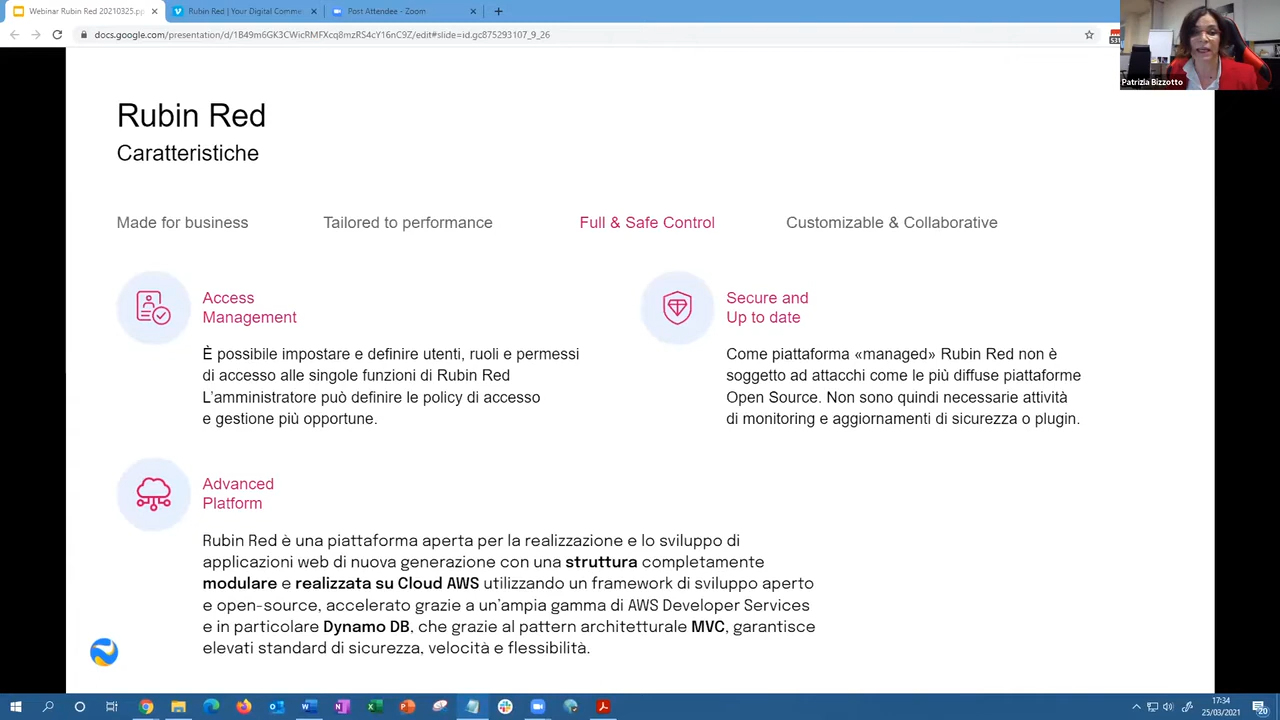 Webinar Rubin Red 20210325.pp
Rubin Red | Your Digital Comme
Post Attendee - Zoom
docs.google.com/presentation/d/1B49m6GK3CWicRMFXcq8mzRS4cY16nC9Z/edit#slide=id.gc875293107_9_26
531
Patrizia Bizzotto
Rubin Red
Caratteristiche
Made for business
Tailored to performance
Full & Safe Control
Customizable & Collaborative
Access
Management
È possibile impostare e definire utenti, ruoli e permessi
di accesso alle singole funzioni di Rubin Red
L’amministratore può definire le policy di accesso
e gestione più opportune.
Secure and
Up to date
Come piattaforma «managed» Rubin Red non è
soggetto ad attacchi come le più diffuse piattaforme
Open Source. Non sono quindi necessarie attività
di monitoring e aggiornamenti di sicurezza o plugin.
Advanced
Platform
Rubin Red è una piattaforma aperta per la realizzazione e lo sviluppo di
applicazioni web di nuova generazione con una struttura completamente
modulare e realizzata su Cloud AWS utilizzando un framework di sviluppo aperto
e open-source, accelerato grazie a un’ampia gamma di AWS Developer Services
e in particolare Dynamo DB, che grazie al pattern architetturale MVC, garantisce
elevati standard di sicurezza, velocità e flessibilità.
17:34
25/03/2021
20